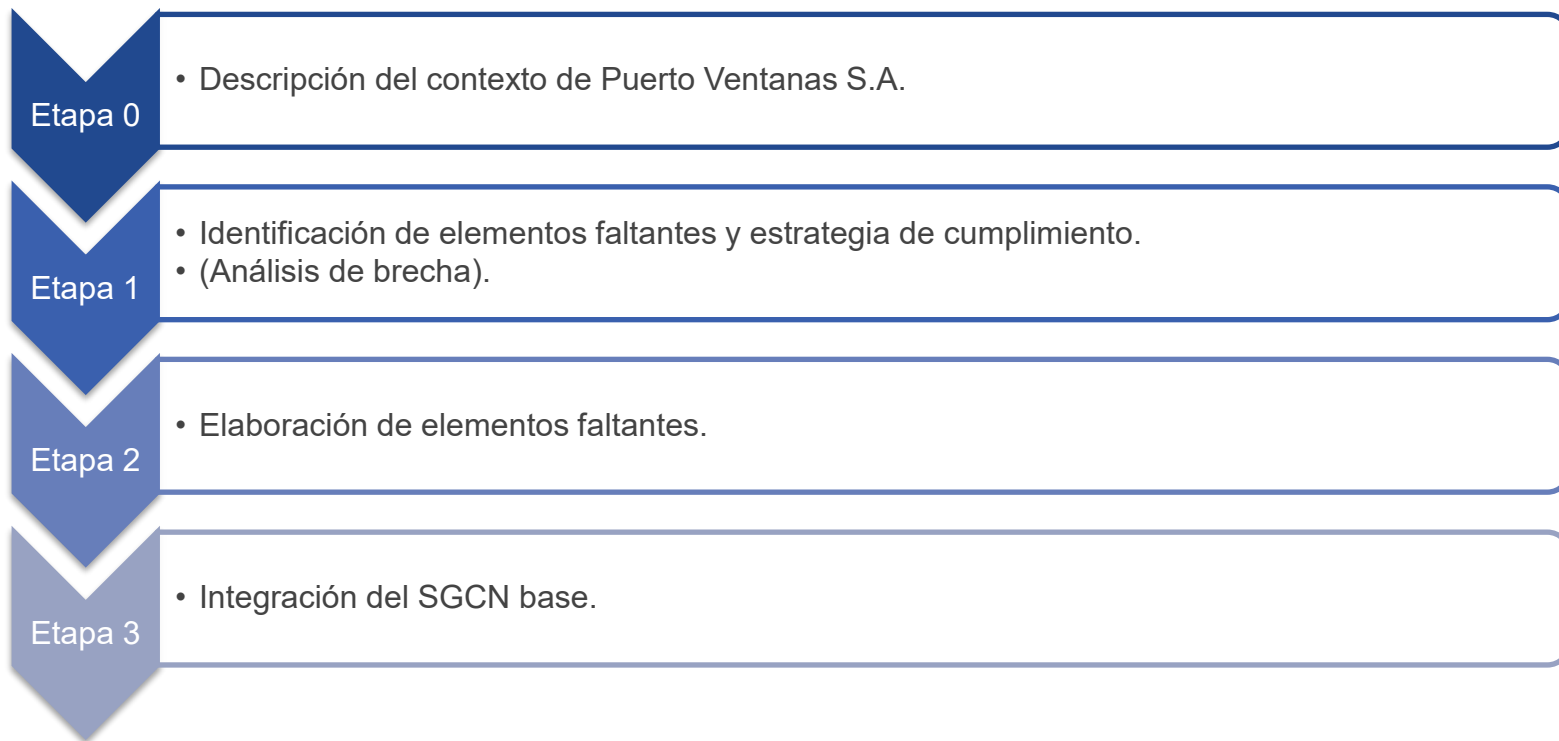 Etapa 0
• Descripción del contexto de Puerto Ventanas S.A.
Etapa 1
• Identificación de elementos faltantes y estrategia de cumplimiento.
• (Análisis de brecha).
Etapa 2
• Elaboración de elementos faltantes.
Etapa 3
• Integración del SGCN base.